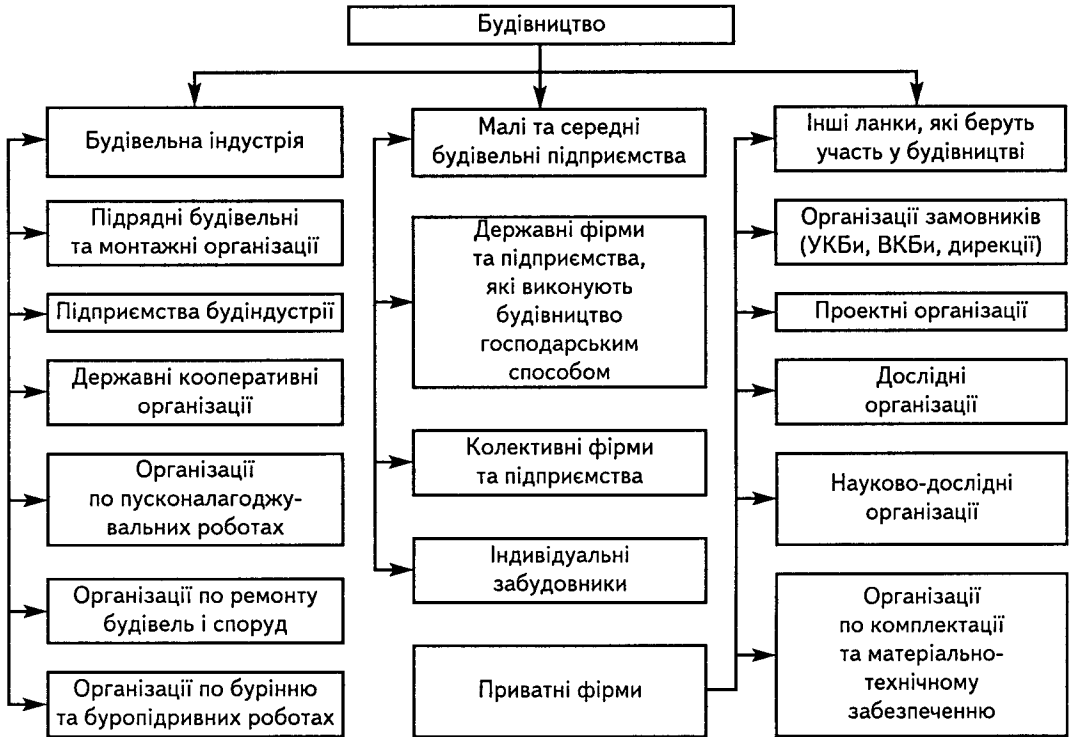 Будівництво
Будівельна індустрія
Підрядні будівельні
та монтажні організації
Підприємства будіндустрії
Державні кооперативні
організації
Організації
по пусконалагоджу-
вальних роботах
Організації по ремонту
будівель і споруд
Організації по бурінню
та буропідривних роботах
Малі та середні
будівельні підприємства
Державні фірми
та підприємства,
які виконують
будівництво
господарським
способом
Колективні фірми
та підприємства
Індивідуальні
забудовники
Приватні фірми
Інші ланки, які беруть
участь у будівництві
Організації замовників
(УКБи, ВКБи, дирекції)
Проектні організації
Дослідні
організації
Науково-дослідні
організації
Організації
по комплектації
та матеріально-
технічному
забезпеченню